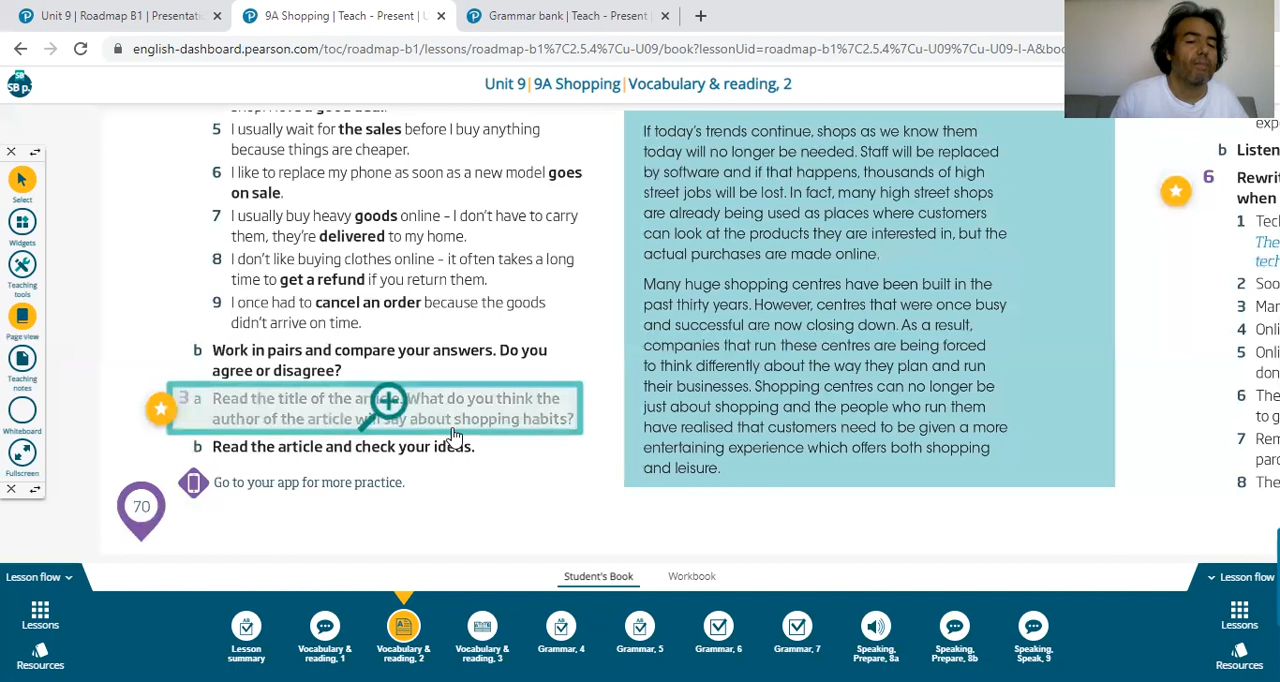 Unit 9 | Roadmap B1 | Presentati
9A Shopping | Teach - Present |
Grammar bank | Teach - Present
english-dashboard.pearson.com/toc/roadmap-b1/lessons/roadmap-b1%7C2.5.4%7Cu-U09/book?lessonUid=roadmap-b1%7C2.5.4%7Cu-U09%7Cu-U09-I-A&boo
SB
SB p.
Unit 9 | 9A Shopping | Vocabulary & reading, 2
Select
Widgets
Teaching
tools
Page view
Teaching
notes
Whiteboard
Fullscreen
5 I usually wait for the sales before I buy anything
because things are cheaper.
6 I like to replace my phone as soon as a new model goes
on sale.
7 I usually buy heavy goods online – I don't have to carry
them, they're delivered to my home.
8 I don't like buying clothes online – it often takes a long
time to get a refund if you return them.
9 I once had to cancel an order because the goods
didn't arrive on time.
b Work in pairs and compare your answers. Do you
agree or disagree?
3 a Read the title of the article. What do you think the
author of the article will say about shopping habits?
b Read the article and check your ideas.
Go to your app for more practice.
70
If today's trends continue, shops as we know them
today will no longer be needed. Staff will be replaced
by software and if that happens, thousands of high
street jobs will be lost. In fact, many high street shops
are already being used as places where customers
can look at the products they are interested in, but the
actual purchases are made online.
Many huge shopping centres have been built in the
past thirty years. However, centres that were once busy
and successful are now closing down. As a result,
companies that run these centres are being forced
to think differently about the way they plan and run
their businesses. Shopping centres can no longer be
just about shopping and the people who run them
have realised that customers need to be given a more
entertaining experience which offers both shopping
and leisure.
b Listen
6 Rewri
when
1 Tec
The
tech
2 Soo
3 Mar
4 Onli
5 Onli
don
6 The
to g
7 Rem
par
8 The
Lesson flow
Student's Book
Workbook
Lesson flow
Lessons
Resources
Lesson
summary
Vocabulary &
reading, 1
Vocabulary &
reading, 2
Vocabulary &
reading, 3
Grammar, 4
Grammar, 5
Grammar, 6
Grammar, 7
Speaking,
Prepare, 8a
Speaking,
Prepare, 8b
Speaking,
Speak, 9
Lessons
Resources